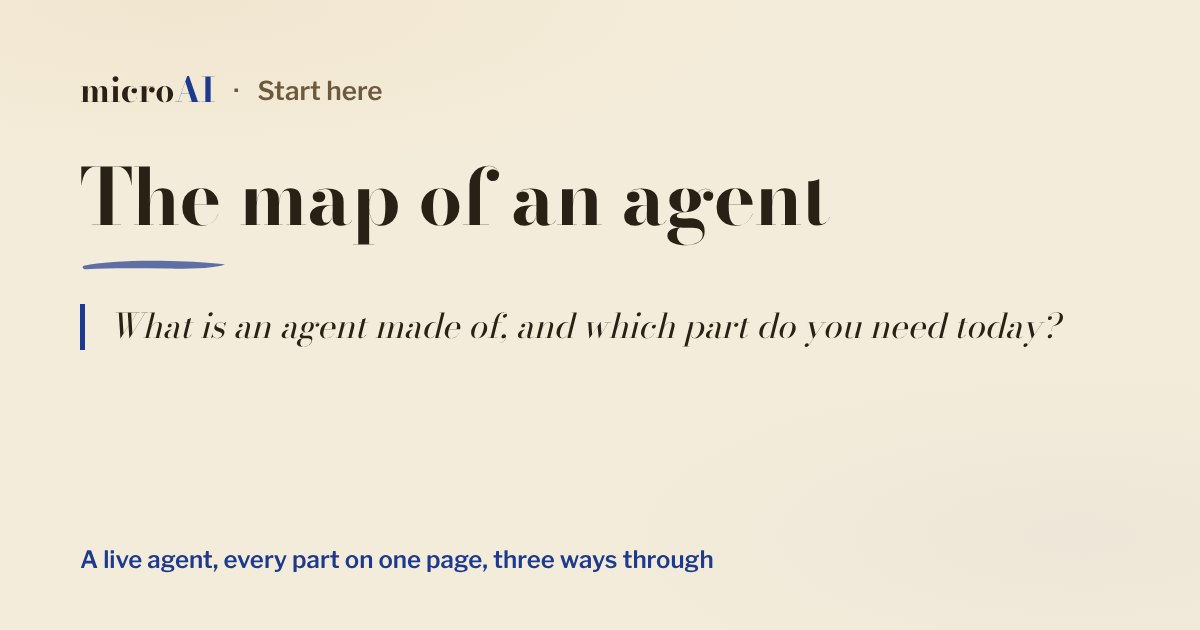 microAI · Start here
The map of an agent
What is an agent made of, and which part do you need today?
A live agent, every part on one page, three ways through